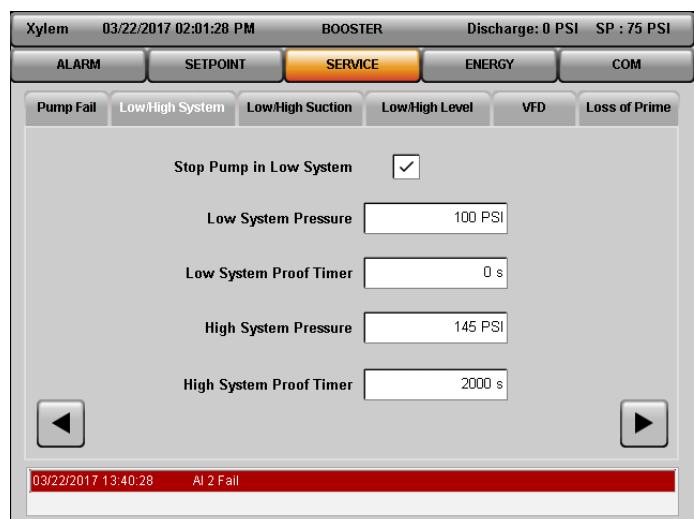 Xylem 03/22/2017 02:01:28 PM BOOSTER Discharge: 0 PSI SP : 75 PSI
ALARM SETPOINT SERVICE ENERGY COM
Pump Fail Low/High System Low/High Suction Low/High Level VFD Loss of Prime
Stop Pump in Low System
Low System Pressure 100 PSI
Low System Proof Timer 0 s
High System Pressure 145 PSI
High System Proof Timer 2000 s
03/22/2017 13:40:28 AI 2 Fail